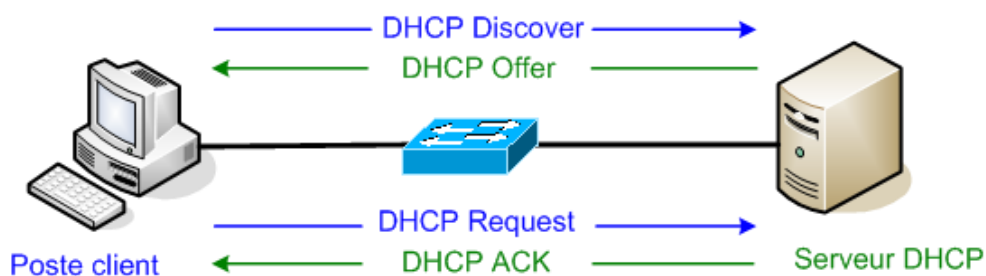 DHCP Discover
DHCP Offer
DHCP Request
DHCP ACK
Poste client
Serveur DHCP